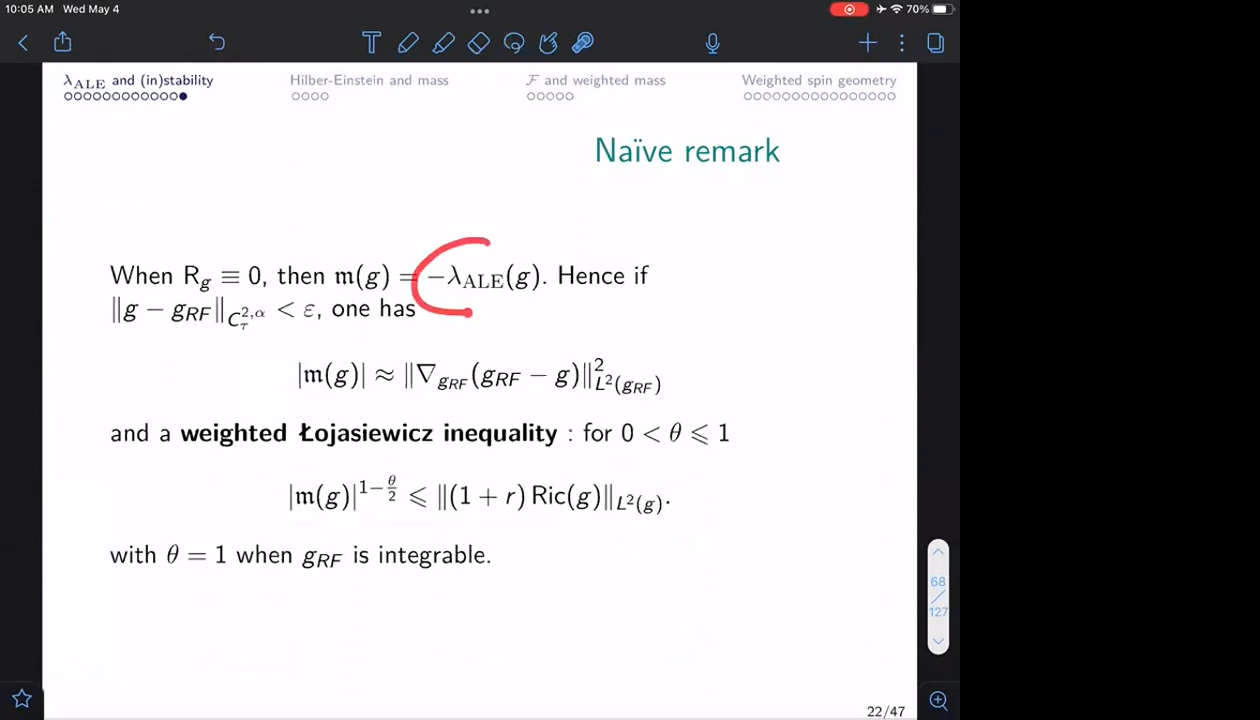 10:05 AM Wed May 4
70%
λ_ALE and (in)stability
Hilber-Einstein and mass
ℱ and weighted mass
Weighted spin geometry
Naïve remark
When R_g ≡ 0, then 𝔪(g) = −λ_ALE(g). Hence if
‖g − g_RF‖_{C^{2,α}_τ} < ε, one has
|𝔪(g)| ≈ ‖∇_{g_RF}(g_RF − g)‖²_{L²(g_RF)}
and a weighted Łojasiewicz inequality : for 0 < θ ⩽ 1
|𝔪(g)|^{1−θ/2} ⩽ ‖(1 + r) Ric(g)‖_{L²(g)}.
with θ = 1 when g_RF is integrable.
68
/
127
22/47